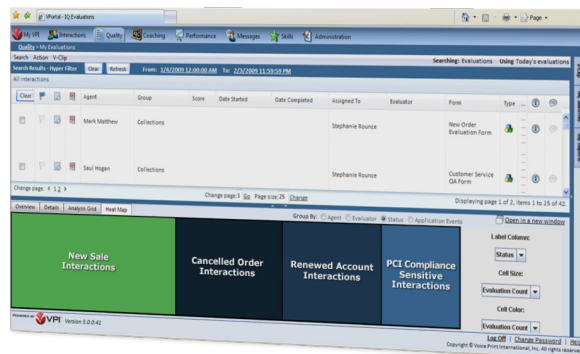 VPortal - IQ Evaluations
Page
My VPI Interactions Quality Coaching Performance Messages Skills Administration
Quality > My Evaluations
Search Action V-Clip
Searching: Evaluations Using Today's evaluations
Search Results - Hyper Filter Clear Refresh From: 1/4/2009 12:00:00 AM To: 2/3/2009 11:59:59 PM
All Interactions
Clear Agent Group Score Date Started Date Completed Assigned To Evaluator Form Type ...
Mark Matthew Collections Stephanie Rounce New Order
Evaluation Form
Saul Hogan Collections Stephanie Rounce Customer Service
QA Form
Change page: 1 2
Change page: 1 Go Page size: 25 Change
Displaying page 1 of 2, items 1 to 25 of 42.
Overview Details Analysis Grid Heat Map
Group By: Agent Evaluator Status Application Events
Open in a new window
New Sale
Interactions
Cancelled Order
Interactions
Renewed Account
Interactions
PCI Compliance
Sensitive
Interactions
Label Column:
Status
Cell Size:
Evaluation Count
Cell Color:
Evaluation Count
POWERED BY VPI Version 5.0.0.41
Log Off | Change Password | Help
Copyright © Voice Print International, Inc. All rights reserved